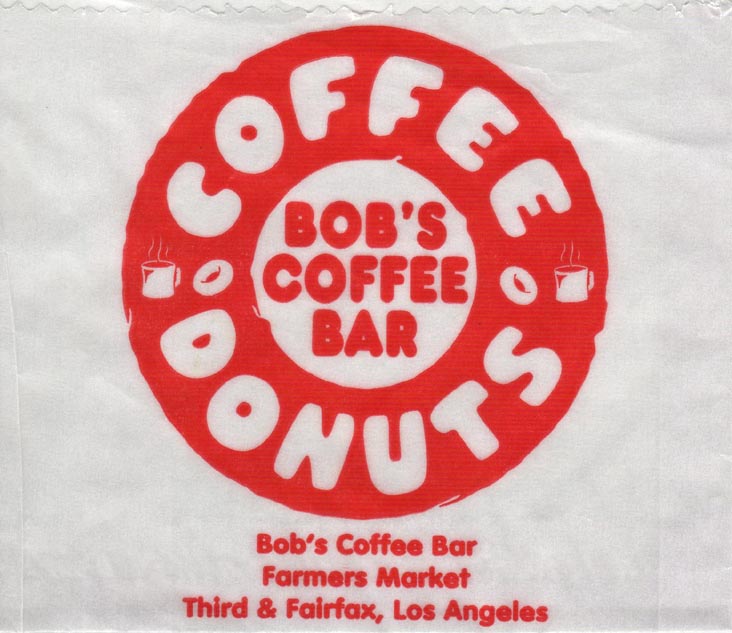 COFFEE
BOB'S
COFFEE
BAR
DONUTS
Bob's Coffee Bar
Farmers Market
Third & Fairfax, Los Angeles